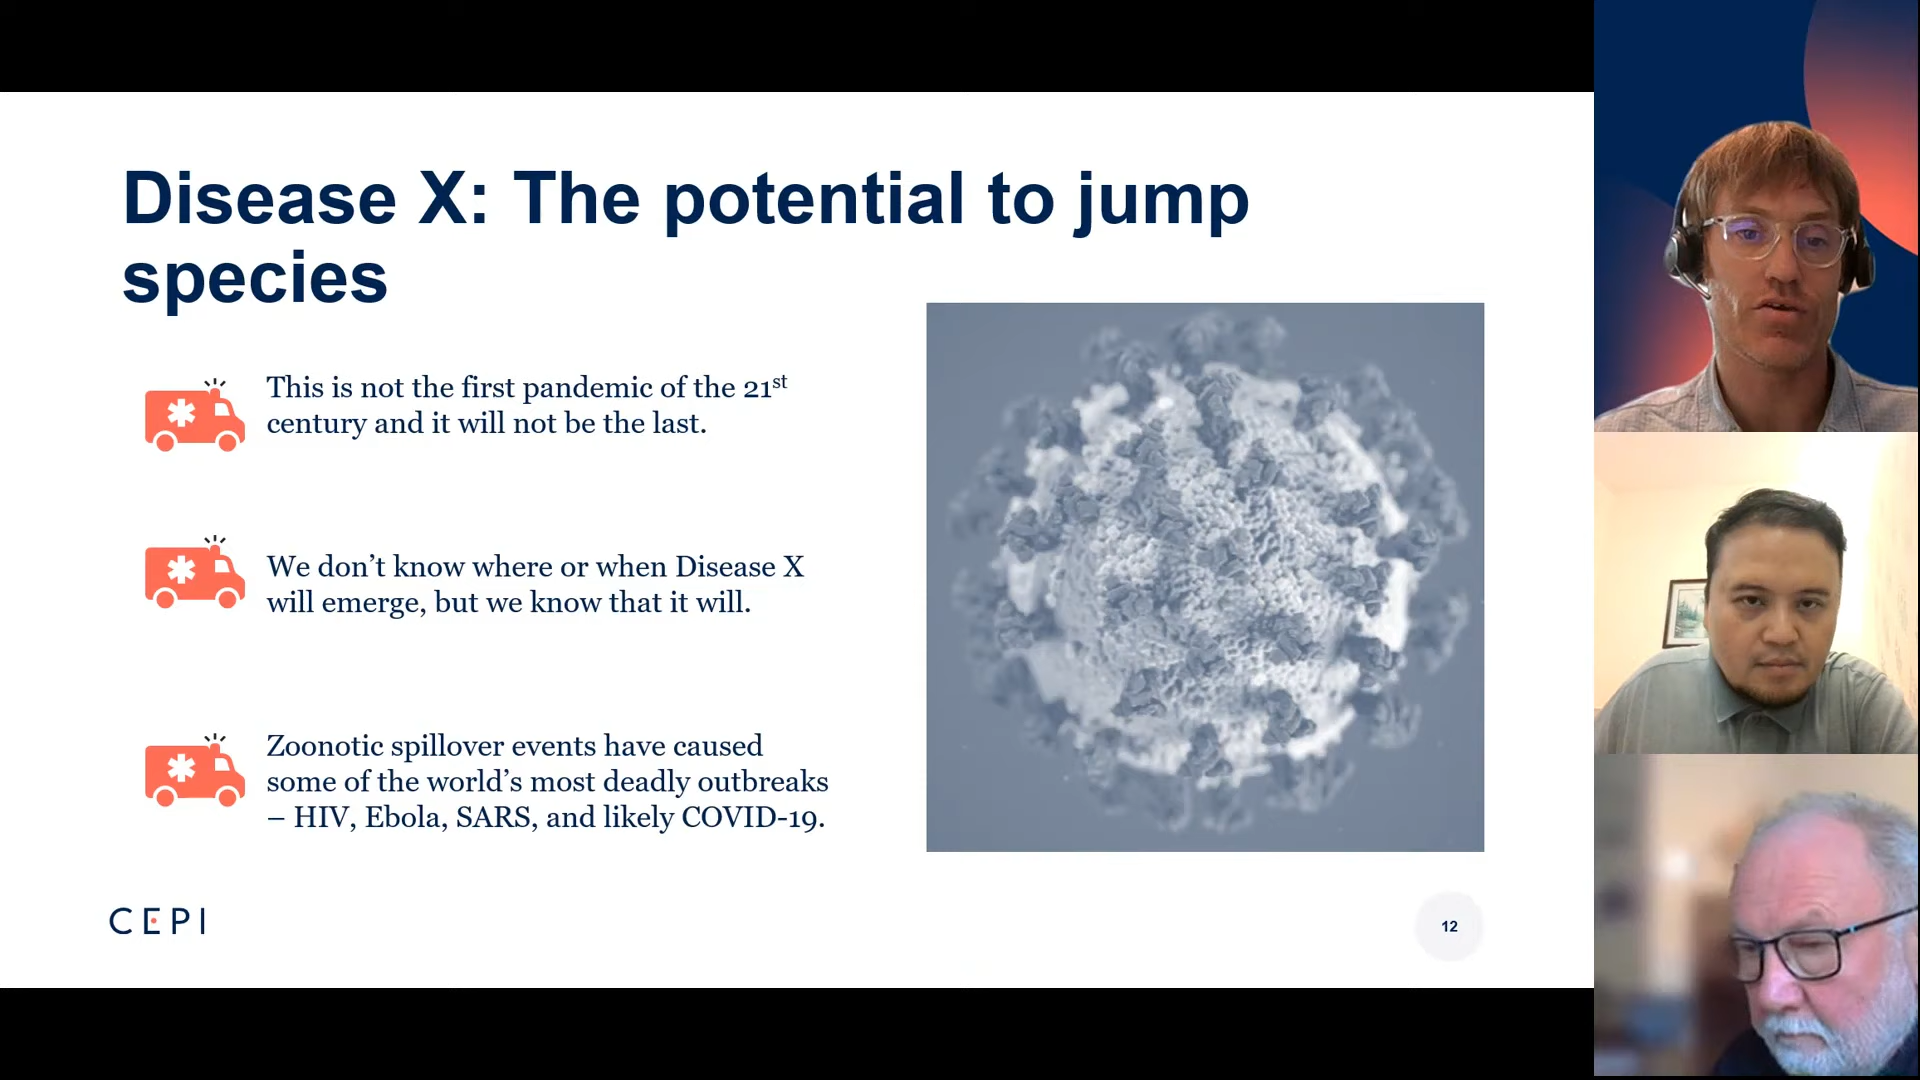 Disease X: The potential to jump
species
This is not the first pandemic of the 21st
century and it will not be the last.
We don’t know where or when Disease X
will emerge, but we know that it will.
Zoonotic spillover events have caused
some of the world’s most deadly outbreaks
– HIV, Ebola, SARS, and likely COVID-19.
CEPI
12